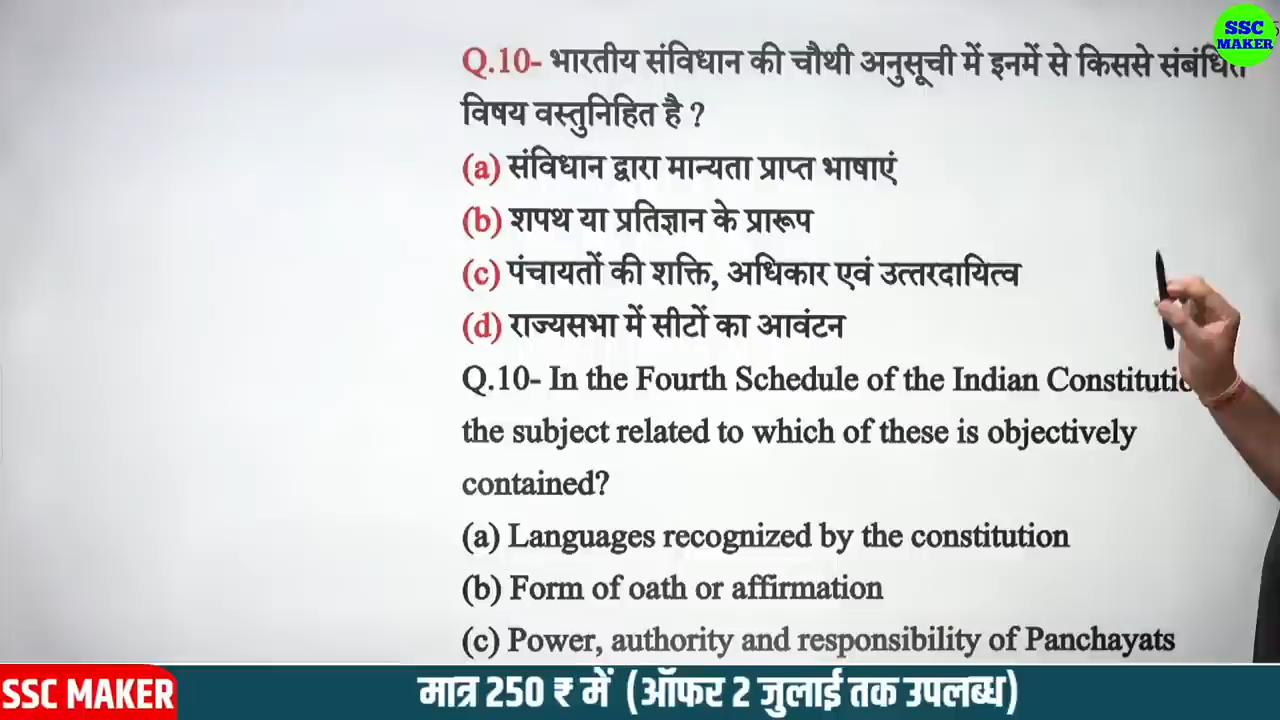 SSC
MAKER
Q.10- भारतीय संविधान की चौथी अनुसूची में इनमें से किससे संबंधित
विषय वस्तुनिहित है ?
(a) संविधान द्वारा मान्यता प्राप्त भाषाएं
(b) शपथ या प्रतिज्ञान के प्रारूप
(c) पंचायतों की शक्ति, अधिकार एवं उत्तरदायित्व
(d) राज्यसभा में सीटों का आवंटन
Q.10- In the Fourth Schedule of the Indian
the subject related to which of these is objectively
contained?
(a) Languages recognized by the constitution
(b) Form of oath or affirmation
(c) Power, authority and responsibility of Panchayats
SSC MAKER
मात्र 250 ₹ में (ऑफर 2 जुलाई तक उपलब्ध)